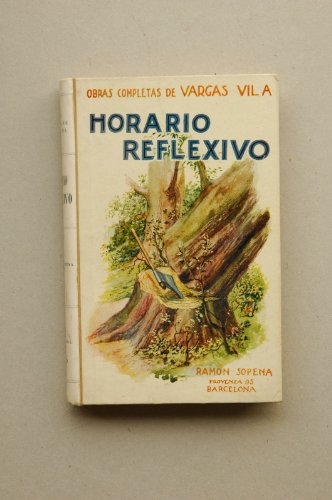 OBRAS COMPLETAS DE VARGAS VILA
HORARIO
REFLEXIVO
RAMON SOPENA
PROVENZA 95
BARCELONA